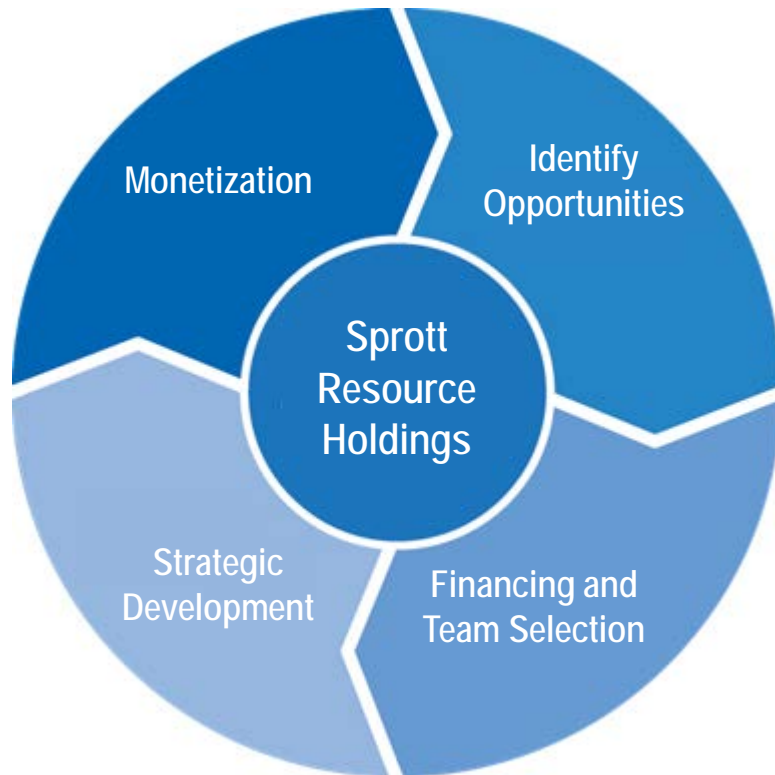 Monetization
Identify
Opportunities
Sprott
Resource
Holdings
Strategic
Development
Financing and
Team Selection